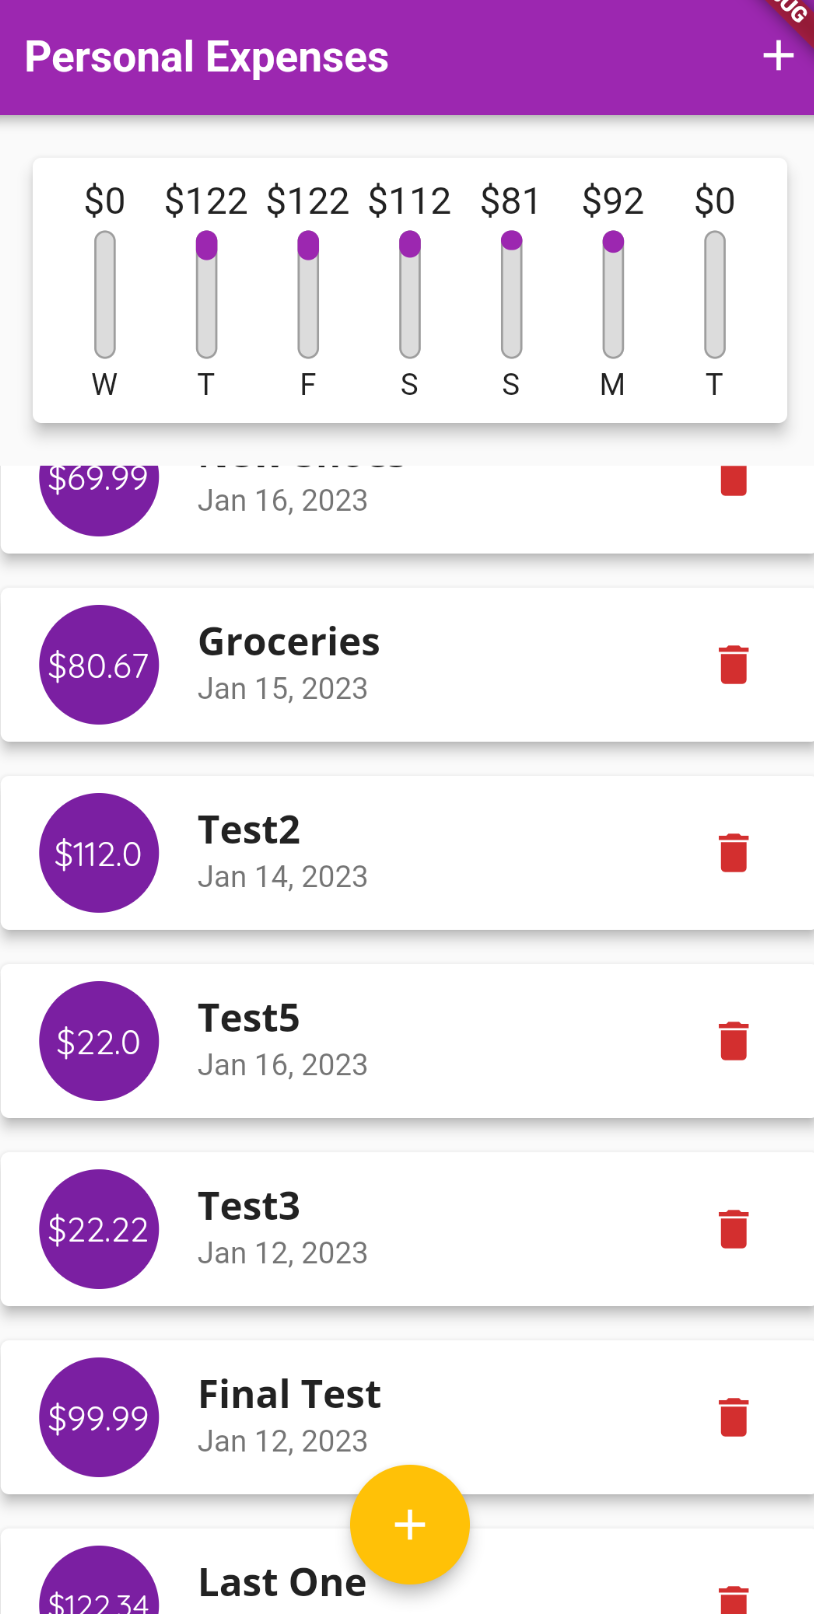 Personal Expenses
$0 $122 $122 $112 $81 $92 $0
W T F S S M T
$69.99
Jan 16, 2023
Groceries
$80.67
Jan 15, 2023
Test2
$112.0
Jan 14, 2023
Test5
$22.0
Jan 16, 2023
Test3
$22.22
Jan 12, 2023
Final Test
$99.99
Jan 12, 2023
Last One
$122.34